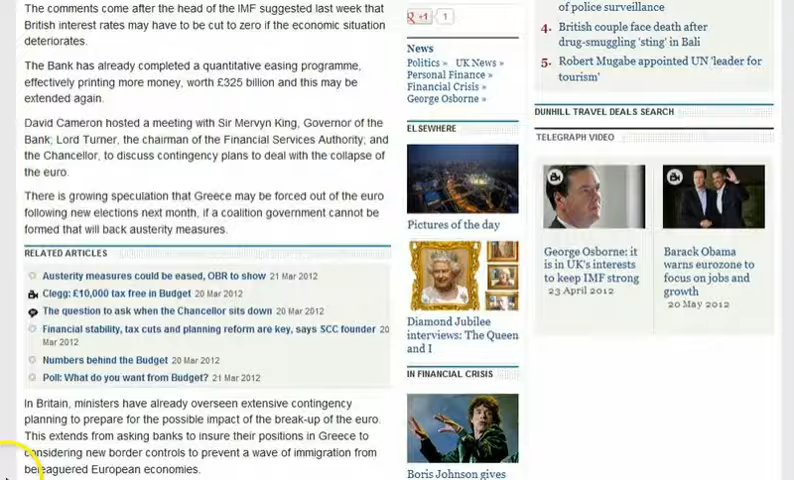 The comments come after the head of the IMF suggested last week that
British interest rates may have to be cut to zero if the economic situation
deteriorates.
The Bank has already completed a quantitative easing programme,
effectively printing more money, worth £325 billion and this may be
extended again.
David Cameron hosted a meeting with Sir Mervyn King, Governor of the
Bank; Lord Turner, the chairman of the Financial Services Authority; and
the Chancellor, to discuss contingency plans to deal with the collapse of
the euro.
There is growing speculation that Greece may be forced out of the euro
following new elections next month, if a coalition government cannot be
formed that will back austerity measures.
RELATED ARTICLES
Austerity measures could be eased, OBR to show 21 Mar 2012
Clegg: £10,000 tax free in Budget 20 Mar 2012
The question to ask when the Chancellor sits down 20 Mar 2012
Financial stability, tax cuts and planning reform are key, says SCC founder 20
Mar 2012
Numbers behind the Budget 20 Mar 2012
Poll: What do you want from Budget? 21 Mar 2012
In Britain, ministers have already overseen extensive contingency
planning to prepare for the possible impact of the break-up of the euro.
This extends from asking banks to insure their positions in Greece to
considering new border controls to prevent a wave of immigration from
beleaguered European economies.
g +1 1
News
Politics » UK News »
Personal Finance »
Financial Crisis »
George Osborne »
ELSEWHERE
Pictures of the day
Diamond Jubilee
interviews: The Queen
and I
IN FINANCIAL CRISIS
Boris Johnson gives
of police surveillance
4. British couple face death after
drug-smuggling 'sting' in Bali
5. Robert Mugabe appointed UN 'leader for
tourism'
DUNHILL TRAVEL DEALS SEARCH
TELEGRAPH VIDEO
George Osborne: it
is in UK's interests
to keep IMF strong
23 April 2012
Barack Obama
warns eurozone to
focus on jobs and
growth
20 May 2012